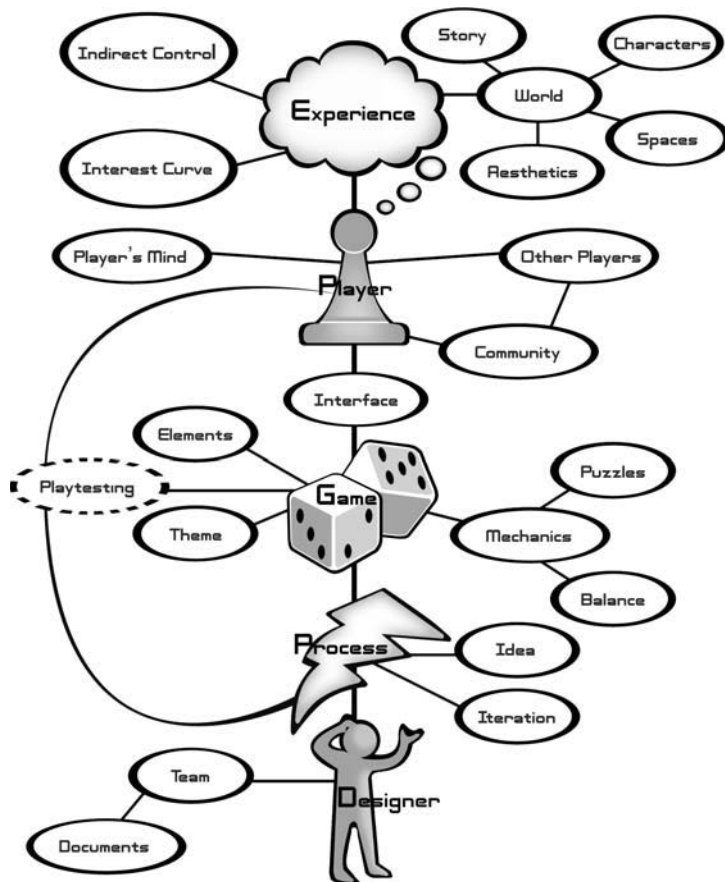 Story
Indirect Control
Characters
World
Experience
Spaces
Interest Curve
Aesthetics
Player's Mind
Other Players
Player
Community
Interface
Elements
Puzzles
Playtesting
Game
Theme
Mechanics
Balance
Process
Idea
Iteration
Team
Designer
Documents